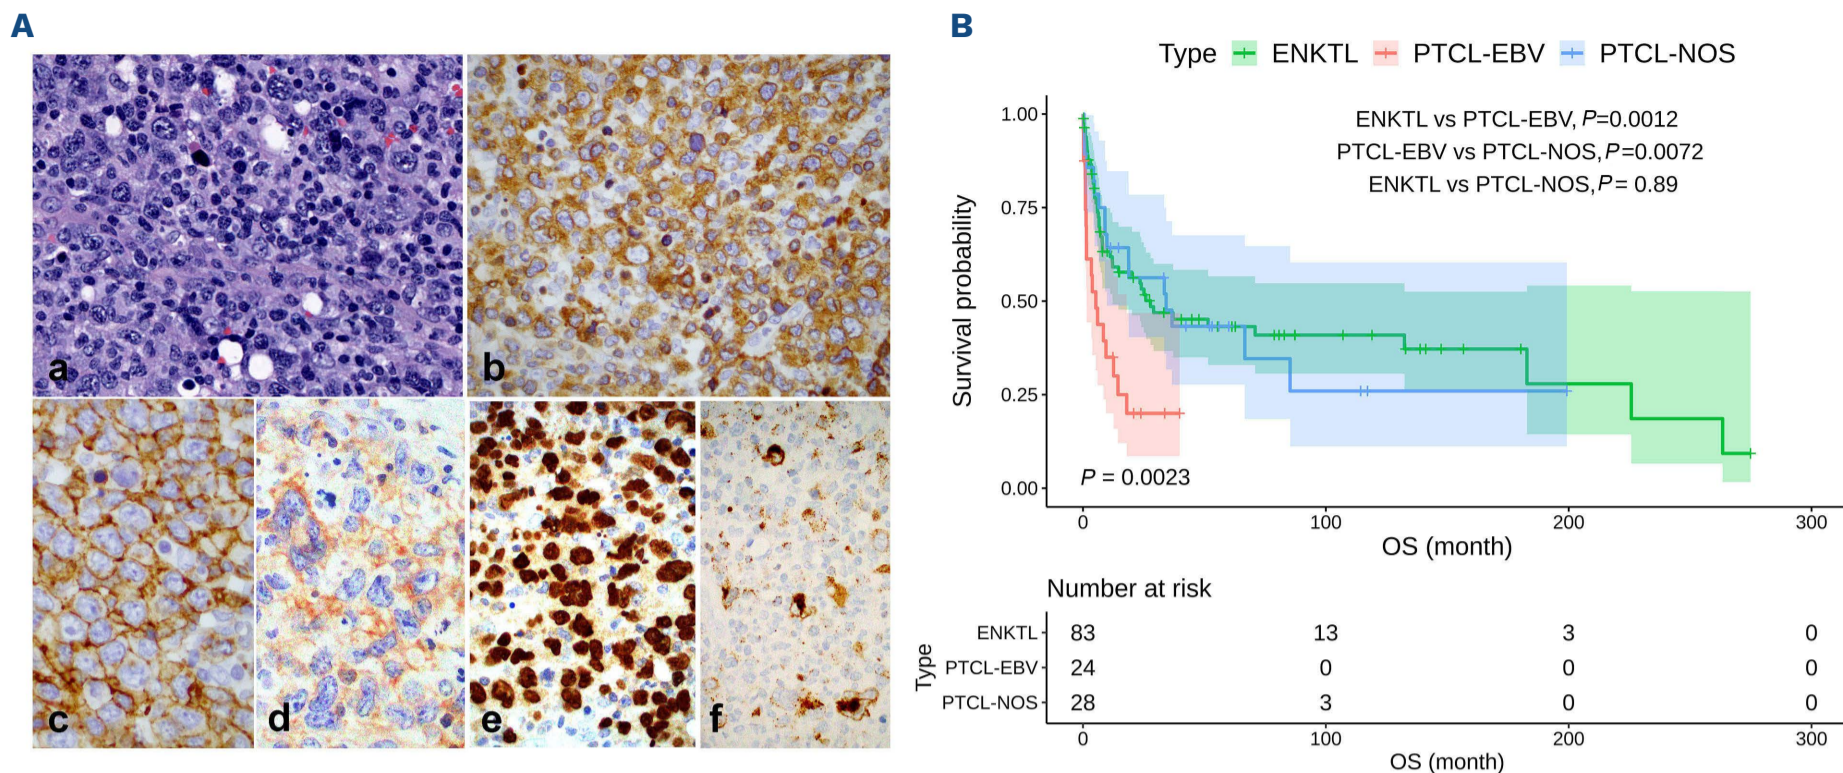 A
a
b
c
d
e
f
B
Type ENKTL PTCL-EBV PTCL-NOS
ENKTL vs PTCL-EBV, P=0.0012
PTCL-EBV vs PTCL-NOS, P=0.0072
ENKTL vs PTCL-NOS, P= 0.89
Survival probability
1.00
0.75
0.50
0.25
0.00
P = 0.0023
0 100 200 300
OS (month)
Number at risk
Type
ENKTL 83 13 3 0
PTCL-EBV 24 0 0 0
PTCL-NOS 28 3 0 0
0 100 200 300
OS (month)